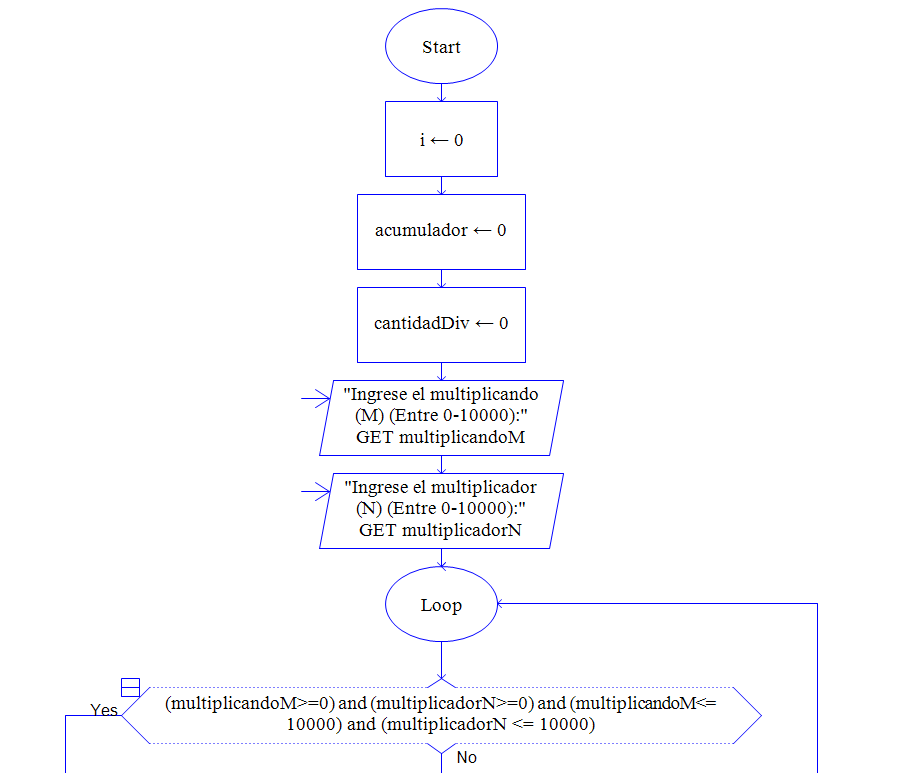 Start
i ← 0
acumulador ← 0
cantidadDiv ← 0
"Ingrese el multiplicando
(M) (Entre 0-10000):"
GET multiplicandoM
"Ingrese el multiplicador
(N) (Entre 0-10000):"
GET multiplicadorN
Loop
(multiplicandoM>=0) and (multiplicadorN>=0) and (multiplicandoM<=
10000) and (multiplicadorN <= 10000)
Yes
No